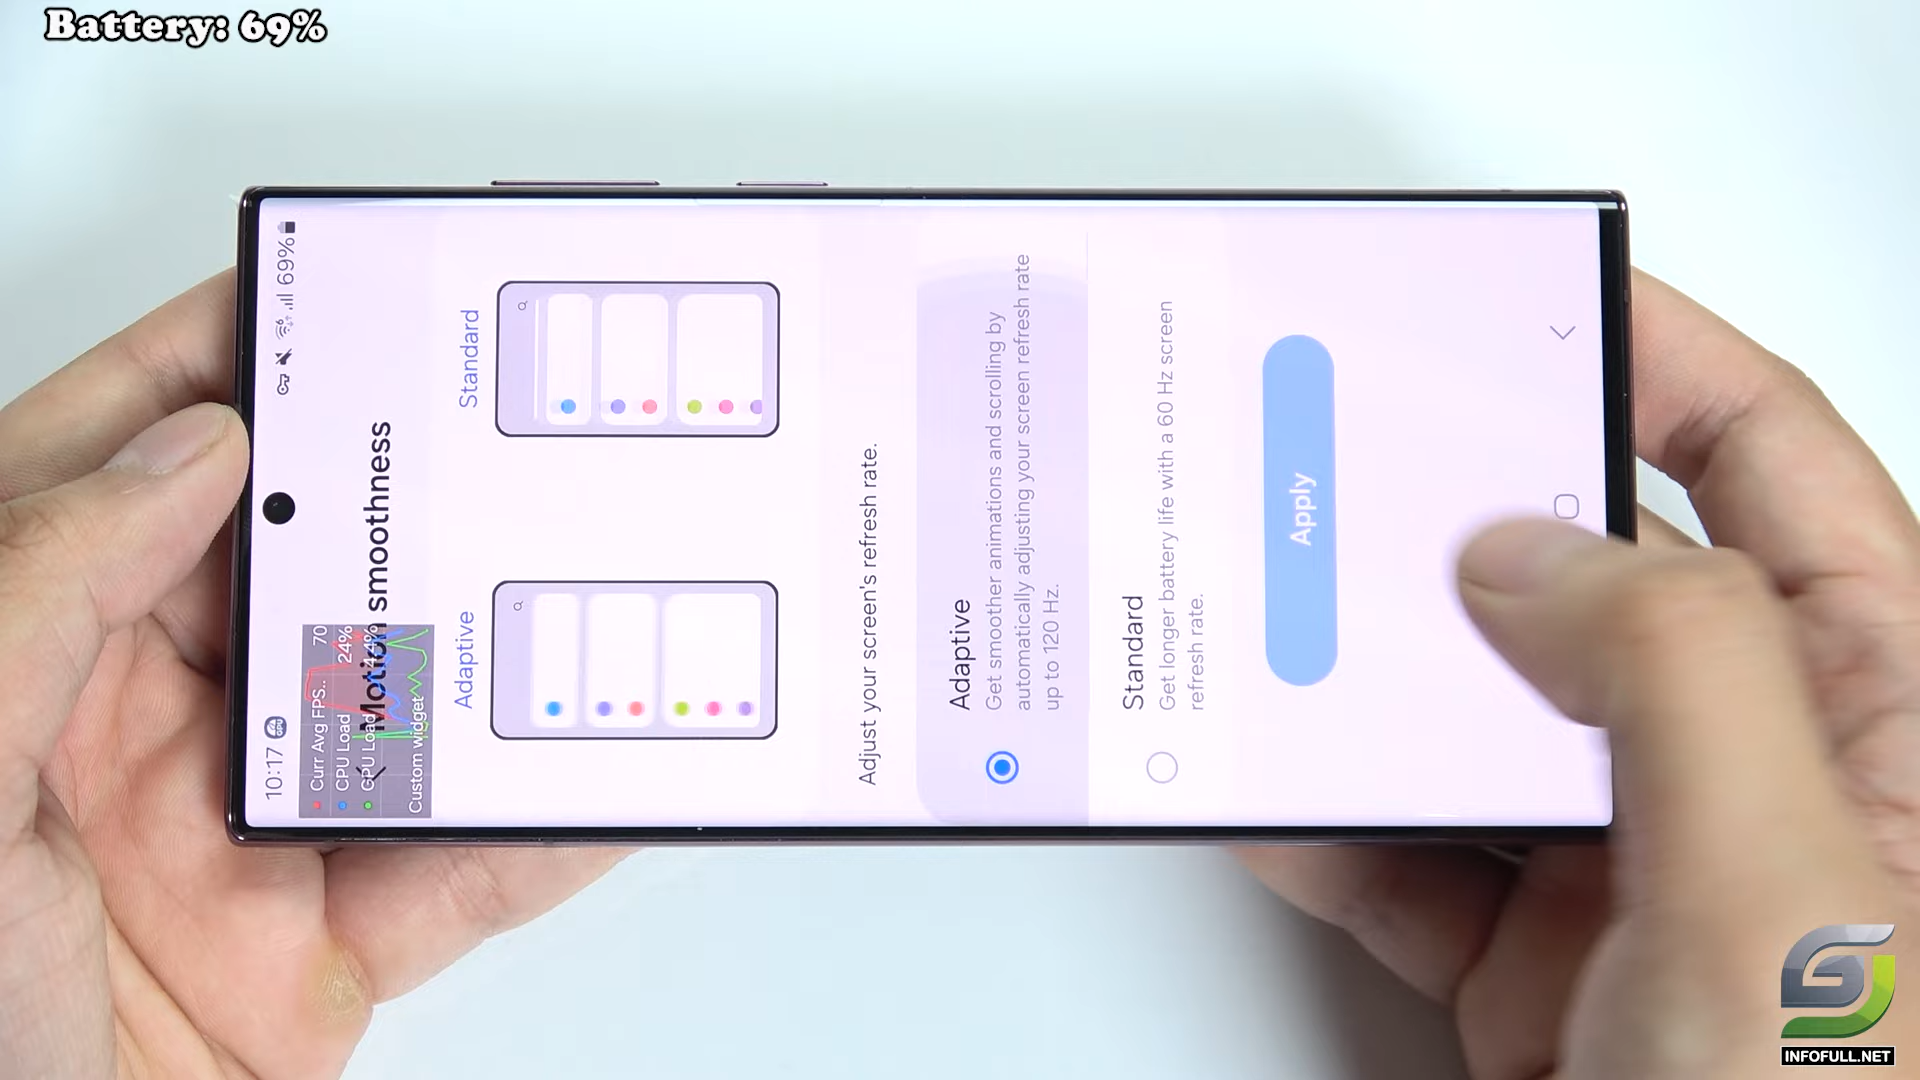 Battery: 69%
10:17
69%
Curr Avg FPS.. 70
CPU Load 24%
GPU Load 44%
Custom widget
Motion smoothness
Adaptive
Standard
Adjust your screen's refresh rate.
Adaptive
Get smoother animations and scrolling by
automatically adjusting your screen refresh rate
up to 120 Hz.
Standard
Get longer battery life with a 60 Hz screen
refresh rate.
Apply
INFOFULL.NET